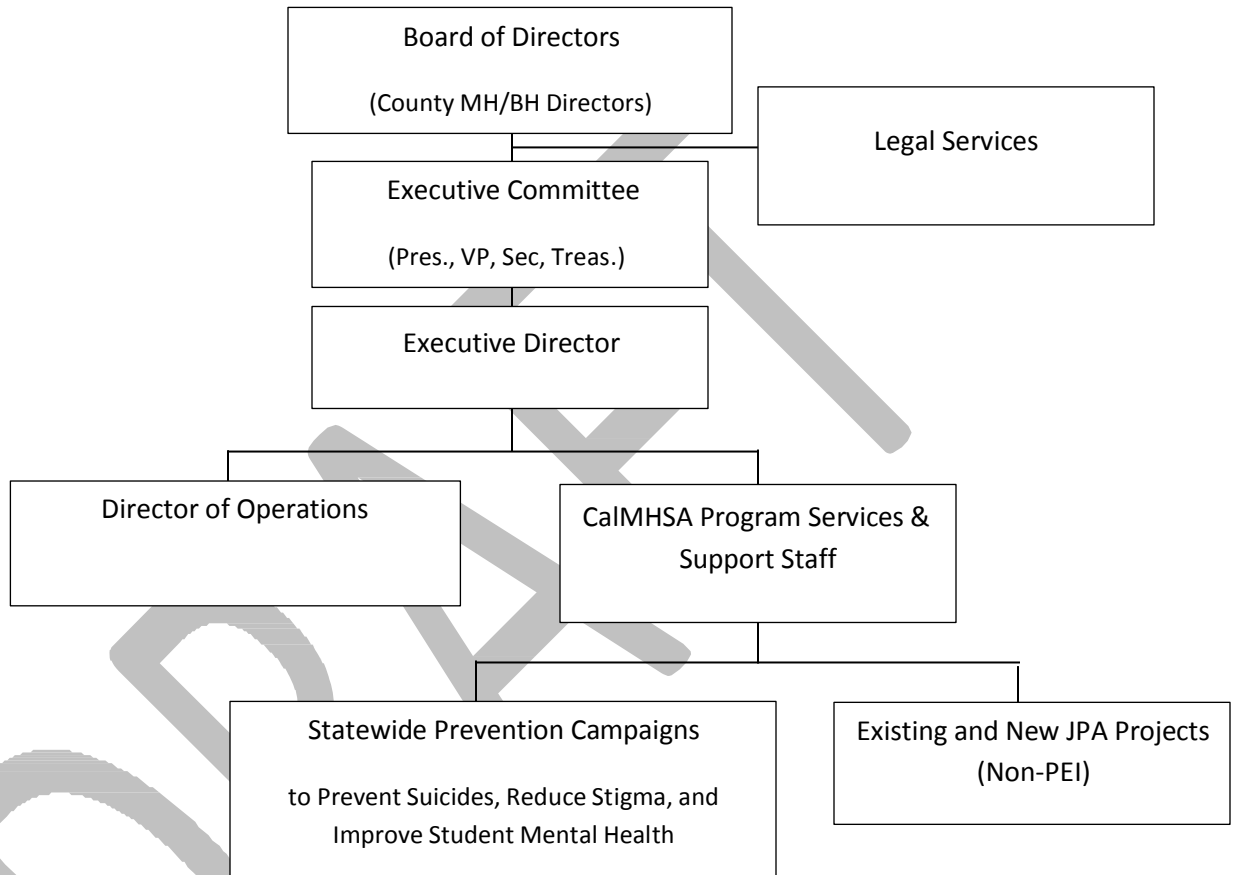 Board of Directors
(County MH/BH Directors)
Legal Services
Executive Committee
(Pres., VP, Sec, Treas.)
Executive Director
Director of Operations
CalMHSA Program Services &
Support Staff
Statewide Prevention Campaigns
to Prevent Suicides, Reduce Stigma, and
Improve Student Mental Health
Existing and New JPA Projects
(Non-PEI)
DRAFT